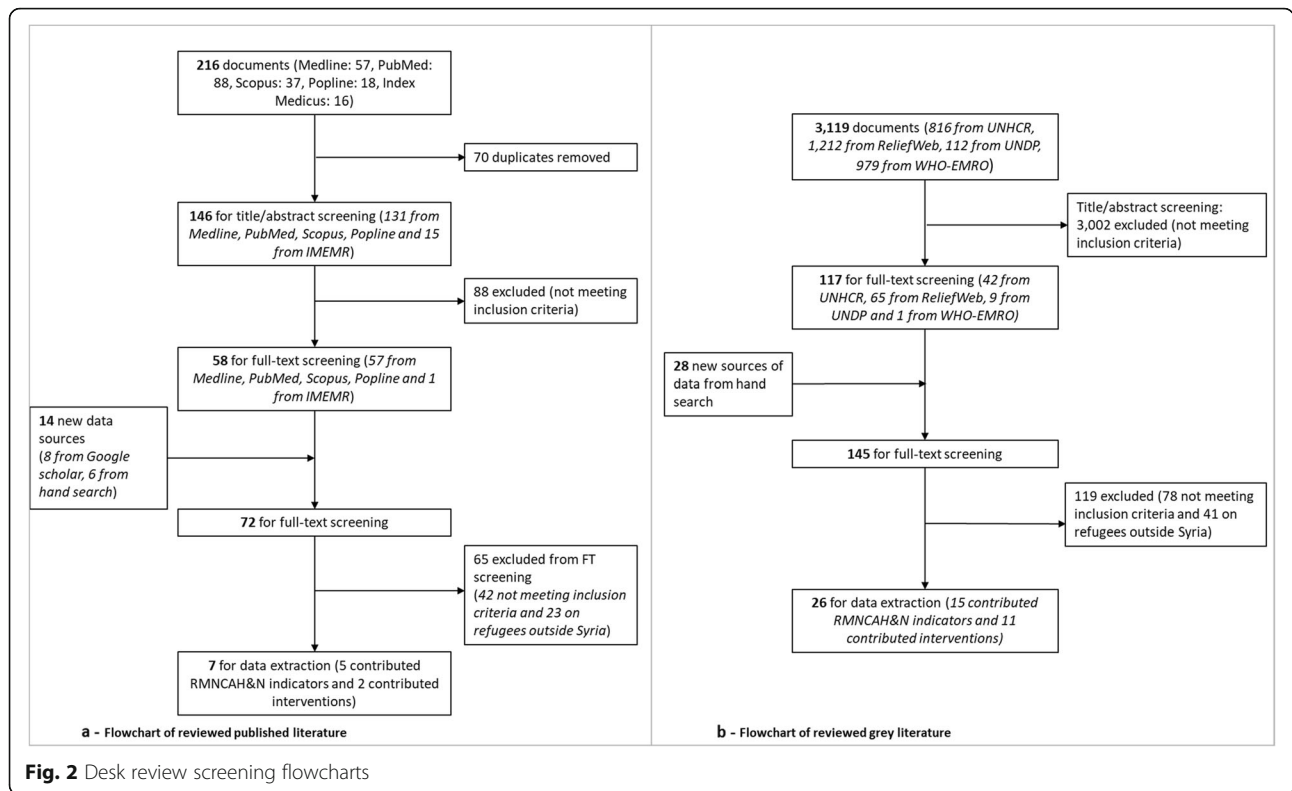 216 documents (Medline: 57, PubMed:
88, Scopus: 37, Popline: 18, Index
Medicus: 16)
70 duplicates removed
146 for title/abstract screening (131 from
Medline, PubMed, Scopus, Popline and 15
from IMEMR)
88 excluded (not meeting
inclusion criteria)
58 for full-text screening (57 from
Medline, PubMed, Scopus, Popline and 1
from IMEMR)
14 new data
sources
(8 from Google
scholar, 6 from
hand search)
72 for full-text screening
65 excluded from FT
screening
(42 not meeting inclusion
criteria and 23 on
refugees outside Syria)
7 for data extraction (5 contributed
RMNCAH&N indicators and 2 contributed
interventions)
a - Flowchart of reviewed published literature
3,119 documents (816 from UNHCR,
1,212 from ReliefWeb, 112 from UNDP,
979 from WHO-EMRO)
Title/abstract screening:
3,002 excluded (not meeting
inclusion criteria)
117 for full-text screening (42 from
UNHCR, 65 from ReliefWeb, 9 from
UNDP and 1 from WHO-EMRO)
28 new sources of
data from hand
search
145 for full-text screening
119 excluded (78 not meeting
inclusion criteria and 41 on
refugees outside Syria)
26 for data extraction (15 contributed
RMNCAH&N indicators and 11
contributed interventions)
b - Flowchart of reviewed grey literature
Fig. 2 Desk review screening flowcharts